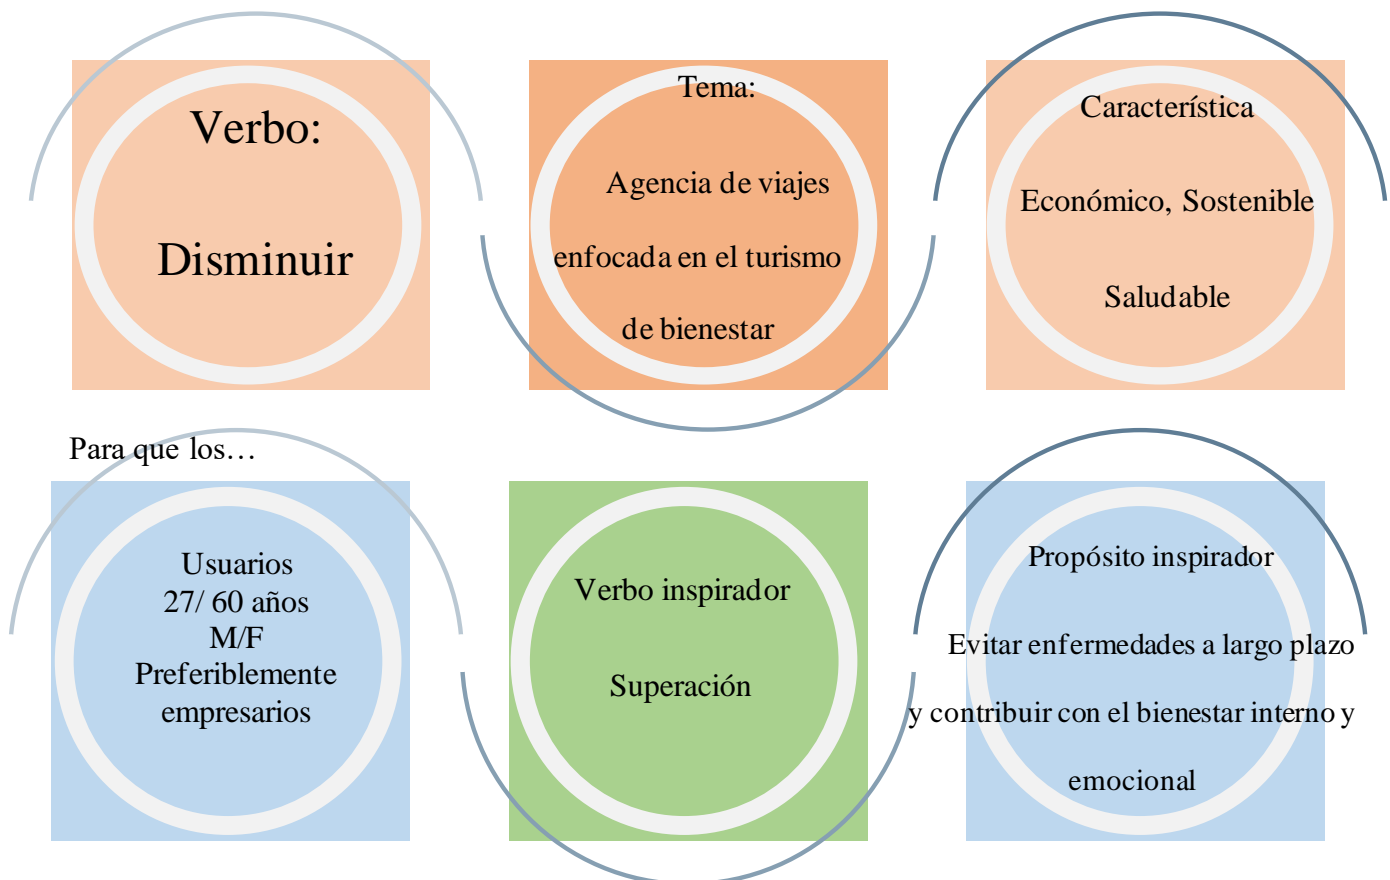 Verbo:
Disminuir
Tema:
Agencia de viajes
enfocada en el turismo
de bienestar
Característica
Económico, Sostenible
Saludable
Para que los…
Usuarios
27/ 60 años
M/F
Preferiblemente
empresarios
Verbo inspirador
Superación
Propósito inspirador
Evitar enfermedades a largo plazo
y contribuir con el bienestar interno y
emocional